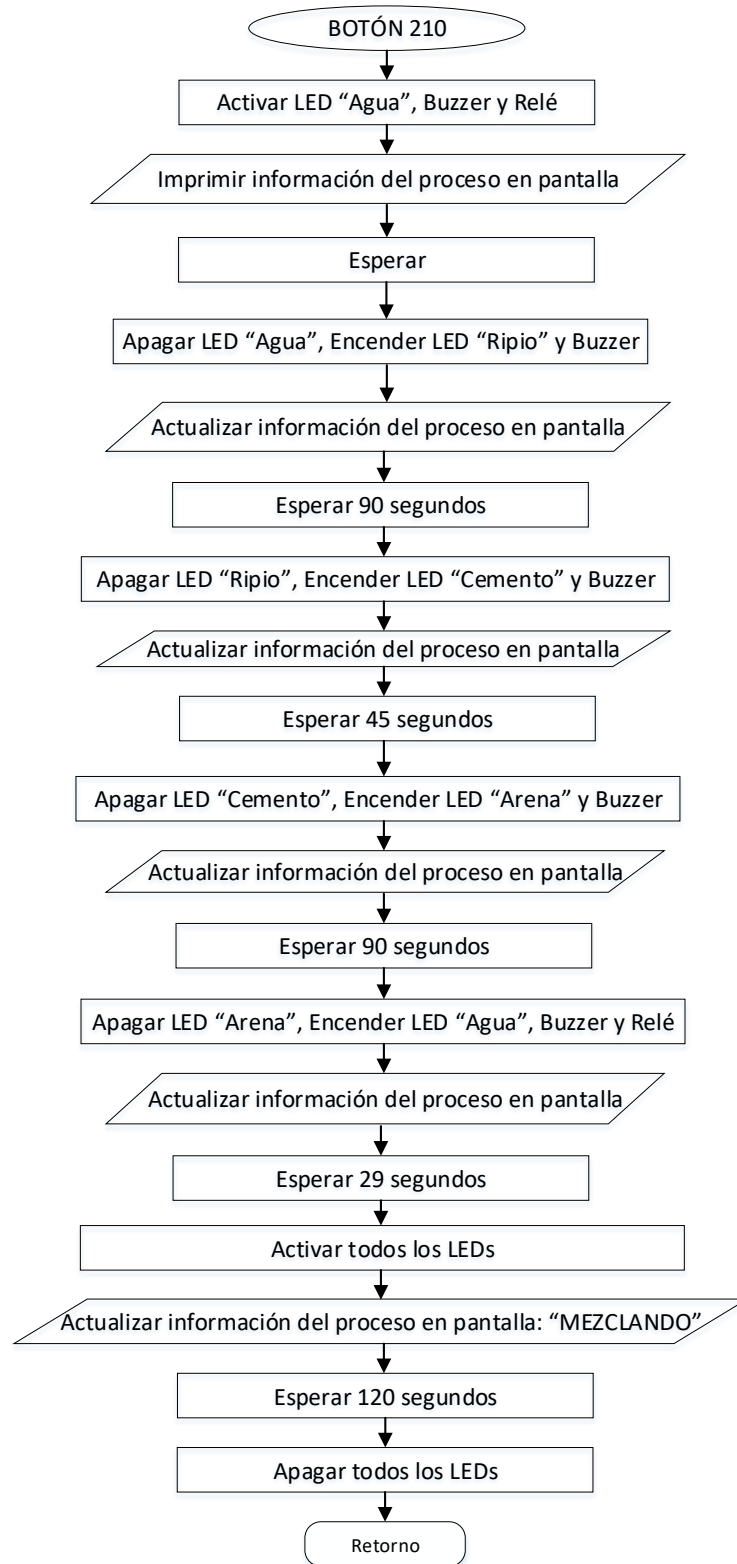 BOTÓN 210
Activar LED “Agua”, Buzzer y Relé
Imprimir información del proceso en pantalla
Esperar
Apagar LED “Agua”, Encender LED “Ripio” y Buzzer
Actualizar información del proceso en pantalla
Esperar 90 segundos
Apagar LED “Ripio”, Encender LED “Cemento” y Buzzer
Actualizar información del proceso en pantalla
Esperar 45 segundos
Apagar LED “Cemento”, Encender LED “Arena” y Buzzer
Actualizar información del proceso en pantalla
Esperar 90 segundos
Apagar LED “Arena”, Encender LED “Agua”, Buzzer y Relé
Actualizar información del proceso en pantalla
Esperar 29 segundos
Activar todos los LEDs
Actualizar información del proceso en pantalla: “MEZCLANDO”
Esperar 120 segundos
Apagar todos los LEDs
Retorno